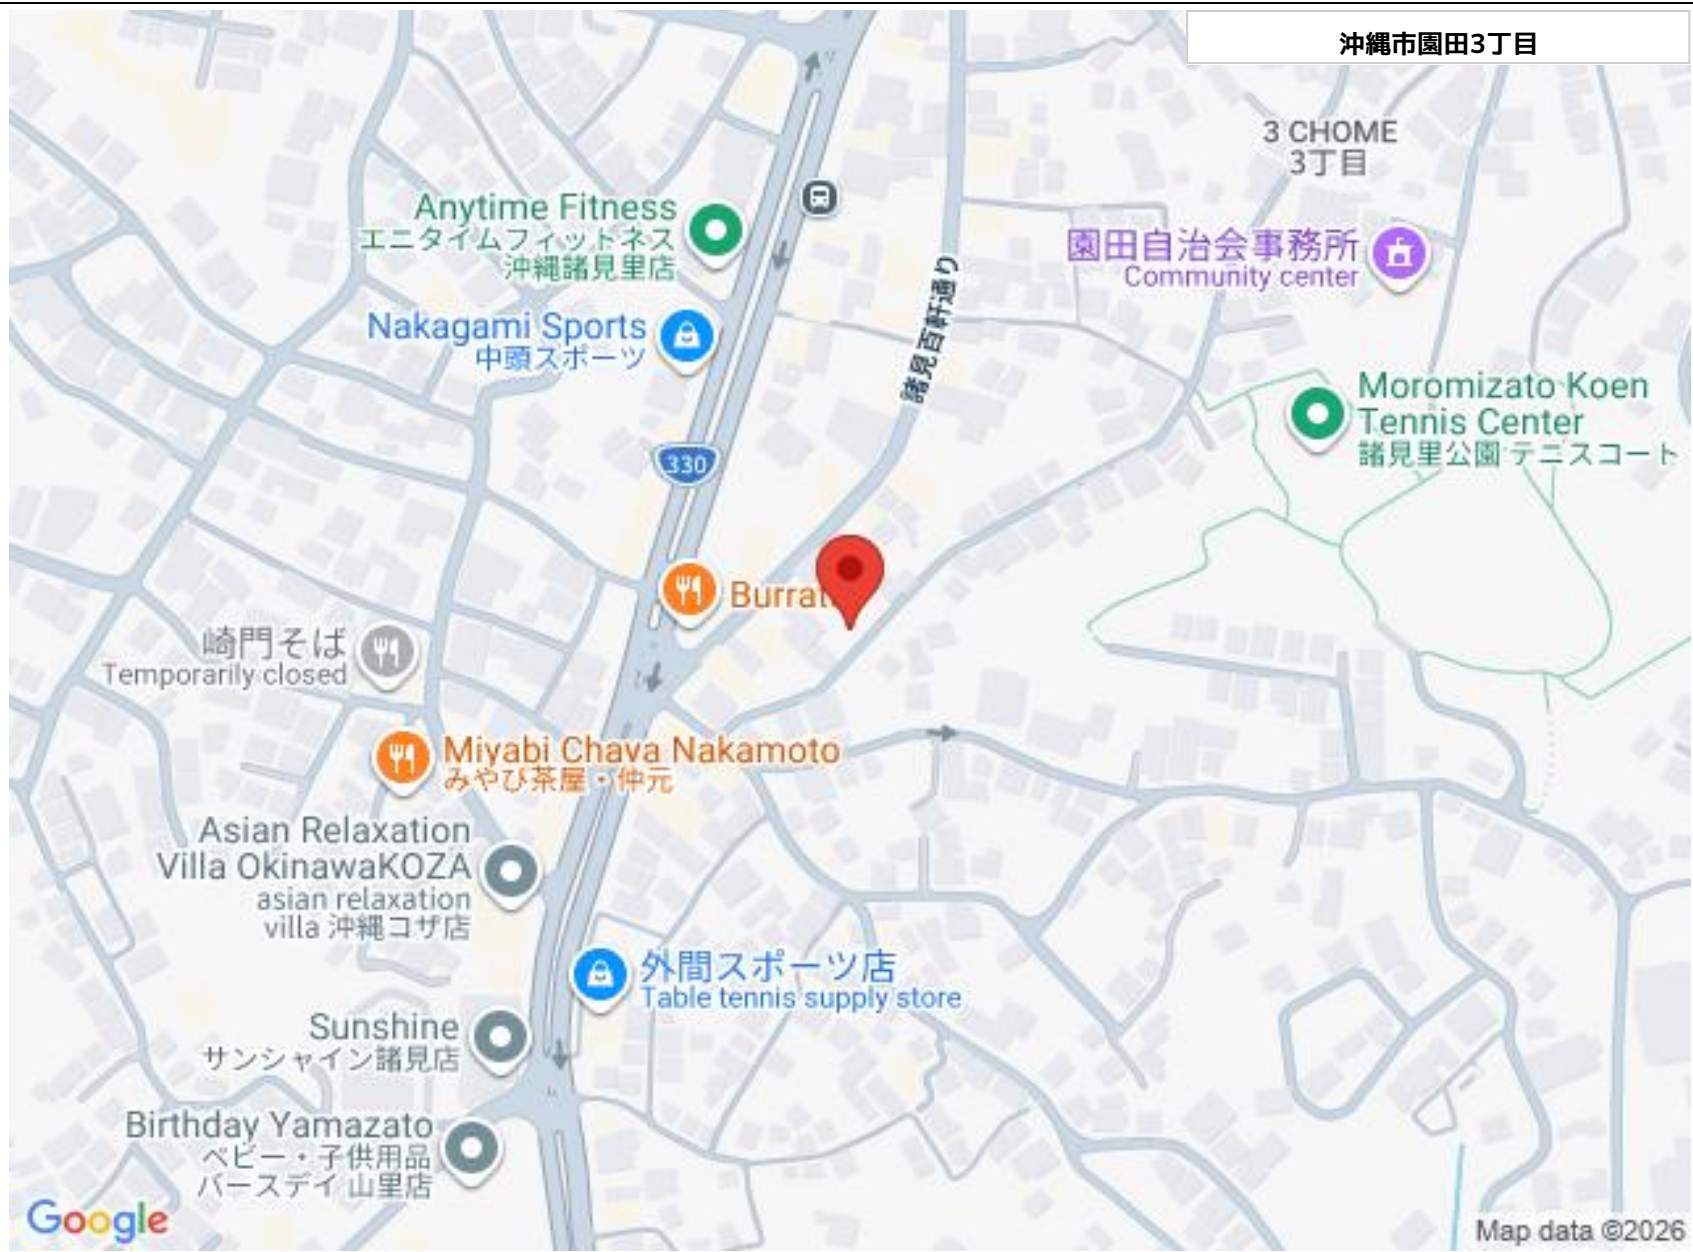 沖縄市園田3丁目
3 CHOME
3丁目
Anytime Fitness
エニタイムフィットネス
沖縄諸見里店
園田自治会事務所
Community center
諸見百軒通り
Nakagami Sports
中頭スポーツ
Moromizato Koen
Tennis Center
諸見里公園 テニスコート
330
Burrat
崎門そば
Temporarily closed
Miyabi Chaya Nakamoto
みやび茶屋・仲元
Asian Relaxation
Villa OkinawaKOZA
asian relaxation
villa 沖縄コザ店
外間スポーツ店
Table tennis supply store
Sunshine
サンシャイン諸見店
Birthday Yamazato
ベビー・子供用品
バースデイ 山里店
Google
Map data ©2026